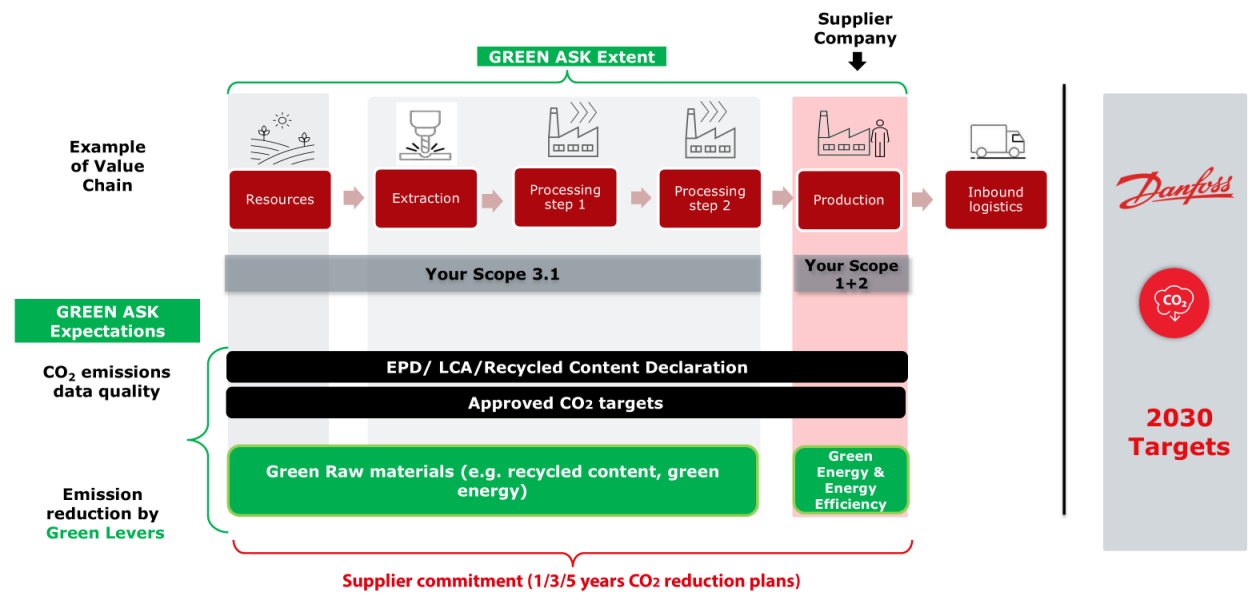 Supplier
Company
GREEN ASK Extent
Example
of Value
Chain
Resources
Extraction
Processing
step 1
Processing
step 2
Production
Inbound
logistics
Danfoss
Your Scope 3.1
Your Scope
1+2
GREEN ASK
Expectations
CO₂
CO₂ emissions
data quality
EPD/ LCA/Recycled Content Declaration
Approved CO2 targets
2030
Targets
Emission
reduction by
Green Levers
Green Raw materials (e.g. recycled content, green
energy)
Green
Energy &
Energy
Efficiency
Supplier commitment (1/3/5 years CO2 reduction plans)